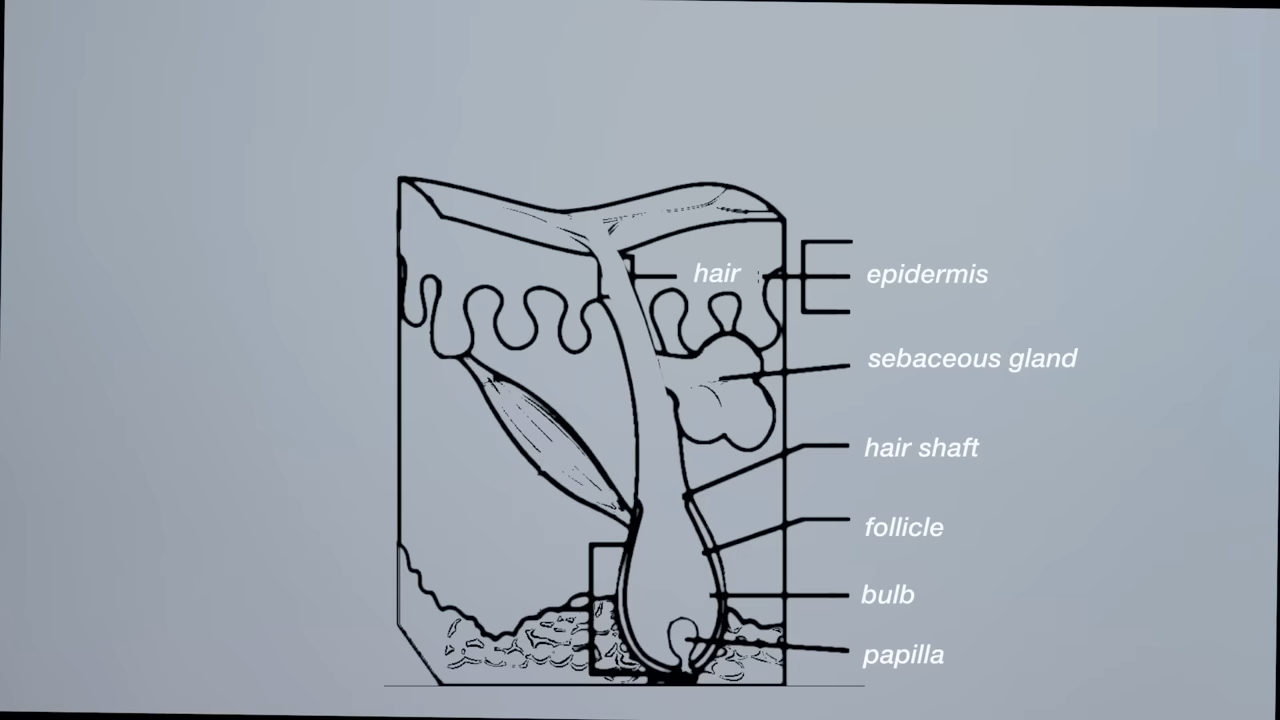 hair
epidermis
sebaceous gland
hair shaft
follicle
bulb
papilla